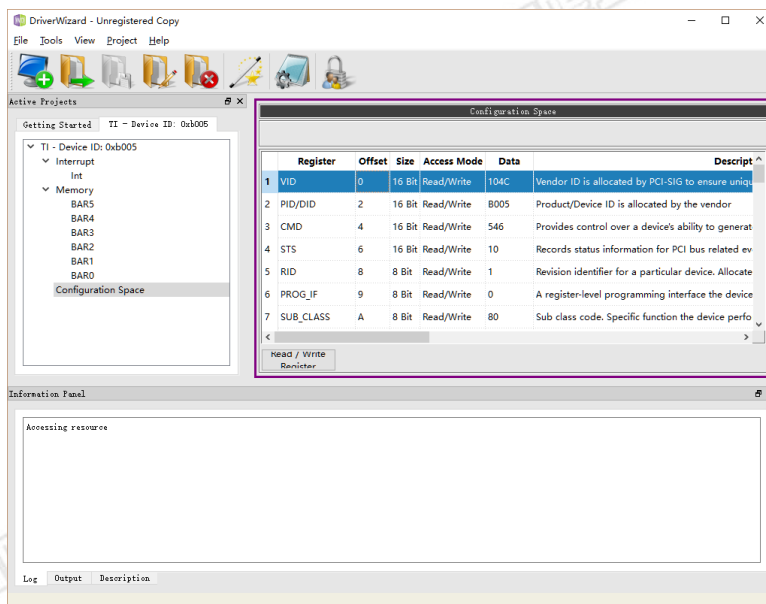 DriverWizard - Unregistered Copy
File Tools View Project Help
Active Projects
Getting Started TI - Device ID: 0xb005
TI - Device ID: 0xb005
Interrupt
Int
Memory
BAR5
BAR4
BAR3
BAR2
BAR1
BAR0
Configuration Space
Configuration Space
Register Offset Size Access Mode Data Descript
1 VID 0 16 Bit Read/Write 104C Vendor ID is allocated by PCI-SIG to ensure uniqu
2 PID/DID 2 16 Bit Read/Write B005 Product/Device ID is allocated by the vendor
3 CMD 4 16 Bit Read/Write 546 Provides control over a device's ability to generat
4 STS 6 16 Bit Read/Write 10 Records status information for PCI bus related ev
5 RID 8 8 Bit Read/Write 1 Revision identifier for a particular device. Allocate
6 PROG_IF 9 8 Bit Read/Write 0 A register-level programming interface the device
7 SUB_CLASS A 8 Bit Read/Write 80 Sub class code. Specific function the device perfo
Read / Write
Register
Information Panel
Accessing resource
Log Output Description